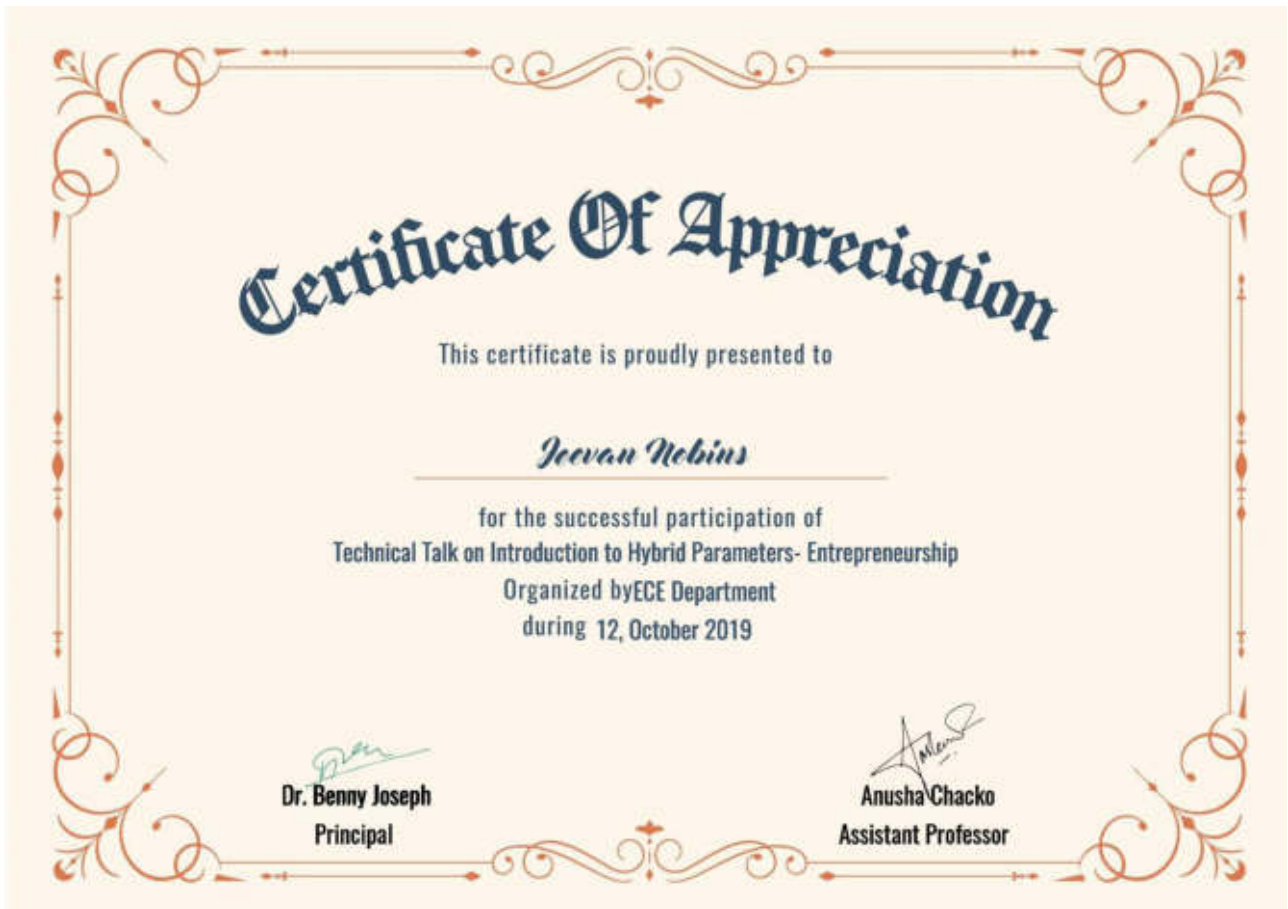 Certificate Of Appreciation
This certificate is proudly presented to
Jeevan Nebins
for the successful participation of
Technical Talk on Introduction to Hybrid Parameters- Entrepreneurship
Organized byECE Department
during 12, October 2019
Dr. Benny Joseph
Principal
Anusha Chacko
Assistant Professor